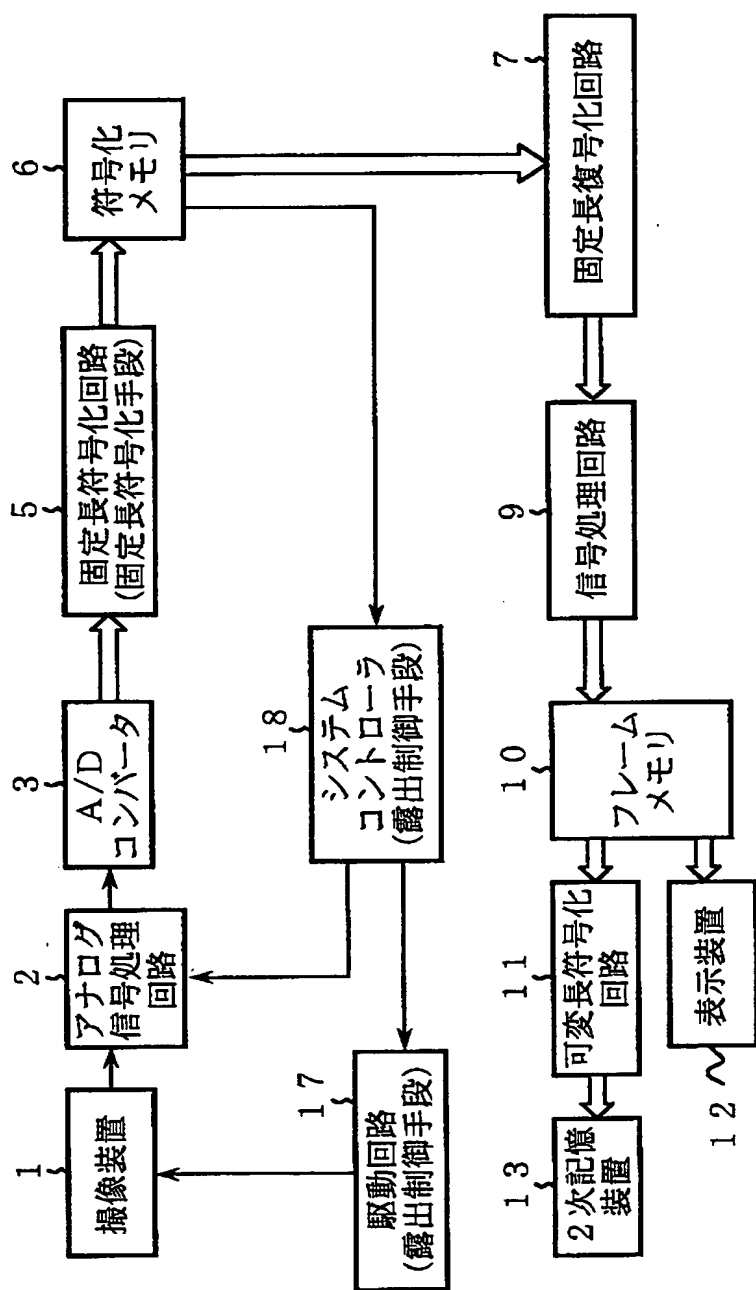 1
撮像装置
2
アナログ
信号処理
回路
3
A/D
コンバータ
5
固定長符号化回路
(固定長符号化手段)
6
符号化
メモリ
17
駆動回路
(露出制御手段)
18
システム
コントローラ
(露出制御手段)
7
固定長復号化回路
9
信号処理回路
10
フレーム
メモリ
11
可変長符号化
回路
12
表示装置
13
2次記憶
装置